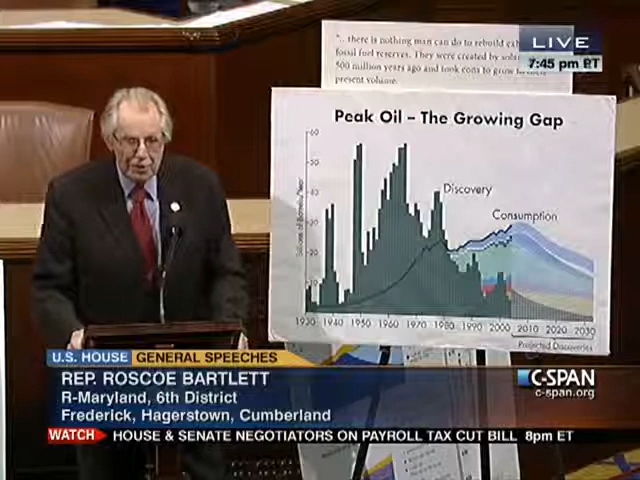 ".. there is nothing man can do to rebuild
fossil fuel reserves. They were created by
500 million years ago and took eons to grow to
present volume.
LIVE
7:45 pm ET
Peak Oil – The Growing Gap
Billions of Barrels/Year
60
50
40
30
20
10
Discovery
Consumption
1930 1940 1950 1960 1970 1980 1990 2000 2010 2020 2030
Projected Discoveries
U.S. HOUSE GENERAL SPEECHES
REP. ROSCOE BARTLETT
R-Maryland, 6th District
Frederick, Hagerstown, Cumberland
C-SPAN
c-span.org
WATCH HOUSE & SENATE NEGOTIATORS ON PAYROLL TAX CUT BILL 8pm ET